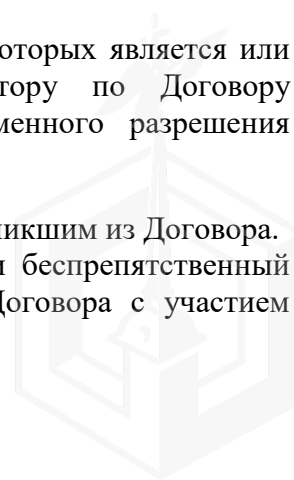 оторых является или
тору по Договору
менного разрешения
икшим из Договора.
и беспрепятственный
Договора с участием